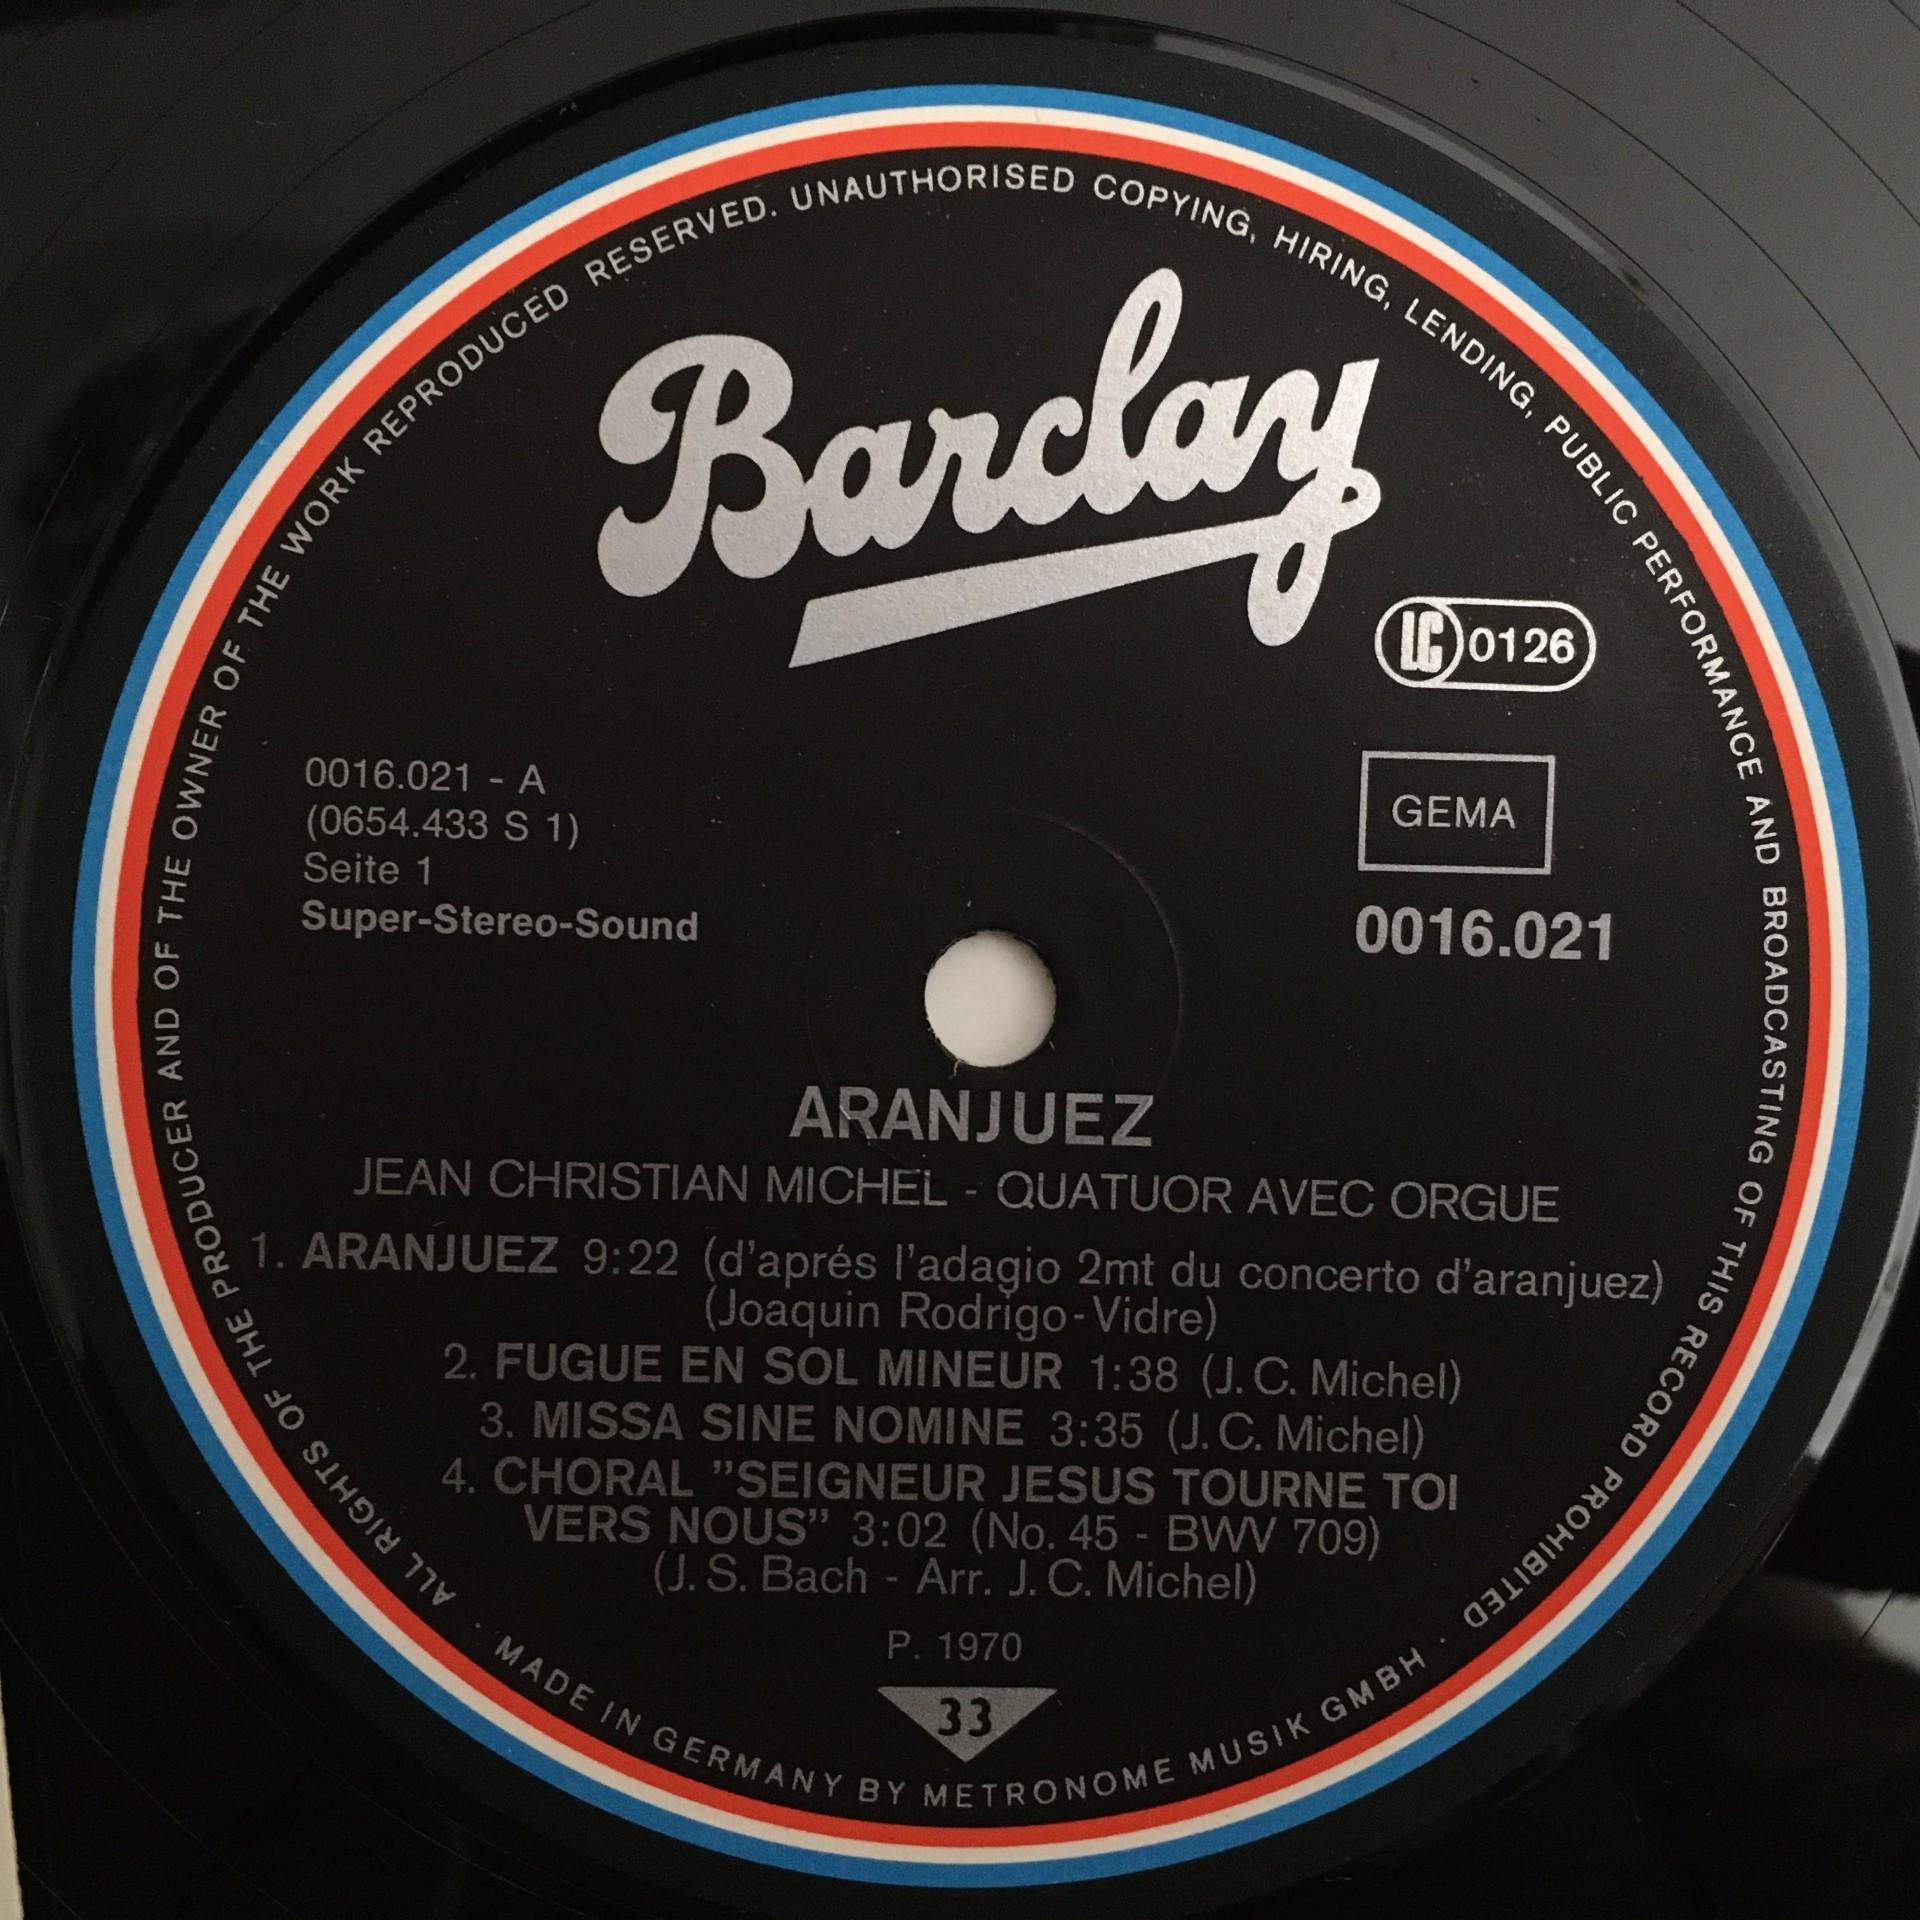 ALL RIGHTS OF THE PRODUCER AND OF THE OWNER OF THE WORK REPRODUCED RESERVED. UNAUTHORISED COPYING, HIRING, LENDING, PUBLIC PERFORMANCE AND BROADCASTING OF THIS RECORD PROHIBITED ·
Barclay
LC 0126
0016.021 - A
(0654.433 S 1)
Seite 1
Super-Stereo-Sound
GEMA
0016.021
ARANJUEZ
JEAN CHRISTIAN MICHEL - QUATUOR AVEC ORGUE
1. ARANJUEZ 9:22 (d'aprés l'adagio 2mt du concerto d'aranjuez)
(Joaquin Rodrigo-Vidre)
2. FUGUE EN SOL MINEUR 1:38 (J. C. Michel)
3. MISSA SINE NOMINE 3:35 (J. C. Michel)
4. CHORAL ”SEIGNEUR JESUS TOURNE TOI
VERS NOUS” 3:02 (No. 45 - BWV 709)
(J. S. Bach - Arr. J. C. Michel)
P. 1970
33
· MADE IN GERMANY BY METRONOME MUSIK GMBH